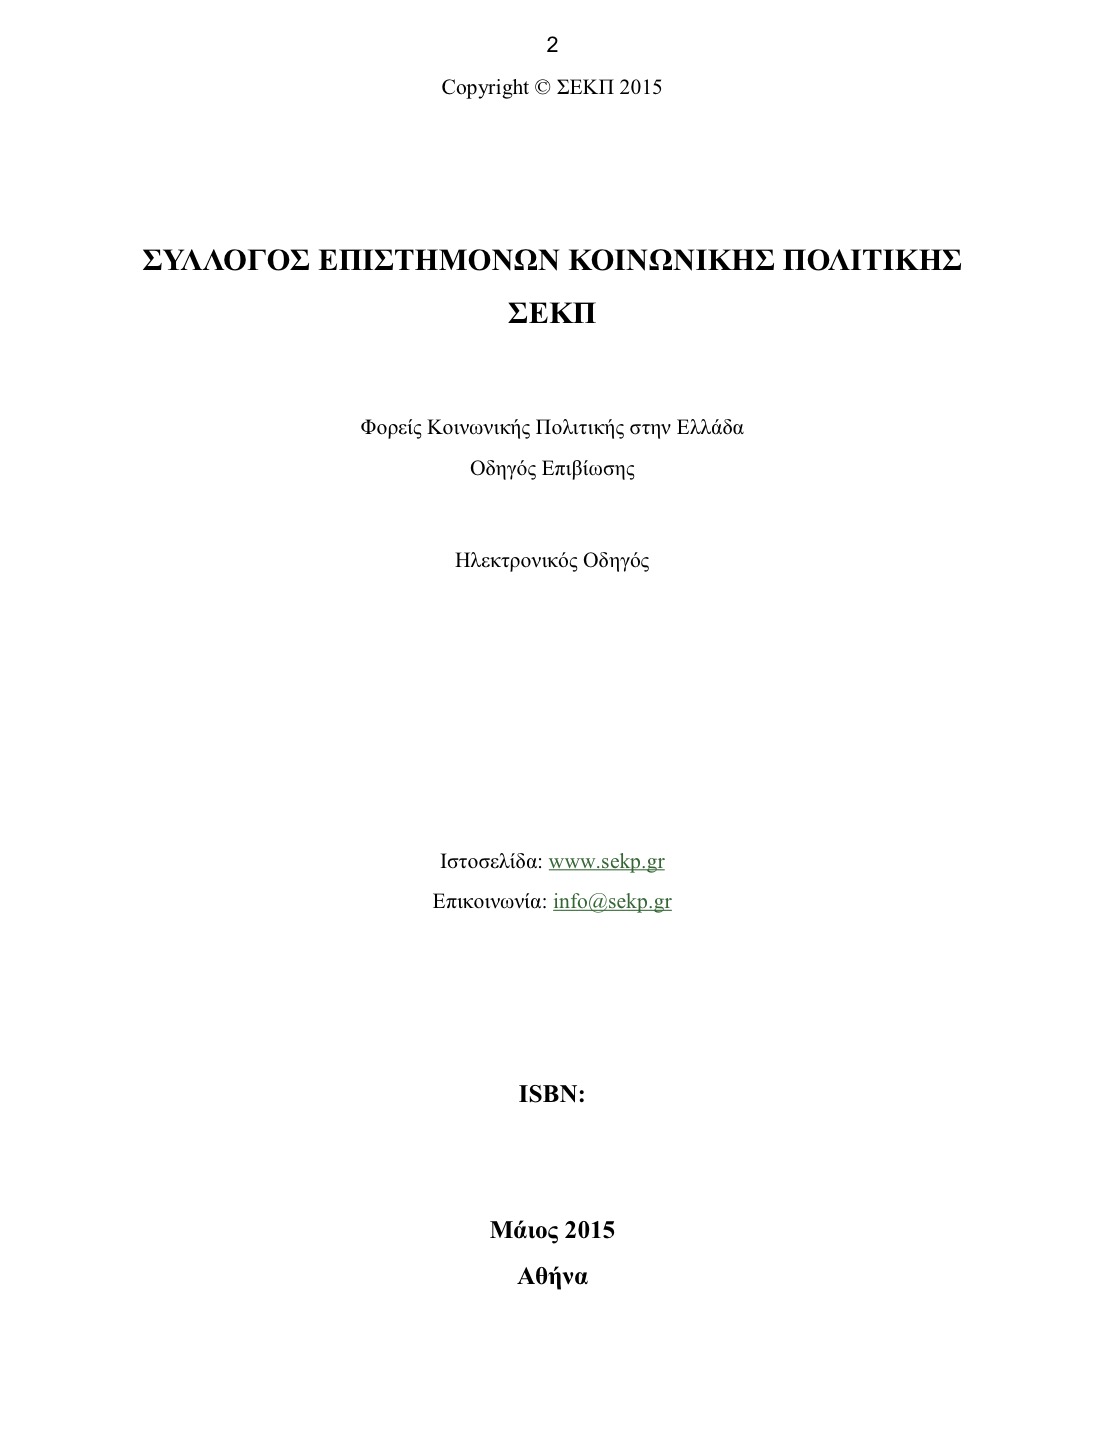 2
Copyright © ΣΕΚΠ 2015
ΣΥΛΛΟΓΟΣ ΕΠΙΣΤΗΜΟΝΩΝ ΚΟΙΝΩΝΙΚΗΣ ΠΟΛΙΤΙΚΗΣ
ΣΕΚΠ
Φορείς Κοινωνικής Πολιτικής στην Ελλάδα
Οδηγός Επιβίωσης
Ηλεκτρονικός Οδηγός
Ιστοσελίδα: www.sekp.gr
Επικοινωνία: info@sekp.gr
ISBN:
Μάιος 2015
Αθήνα